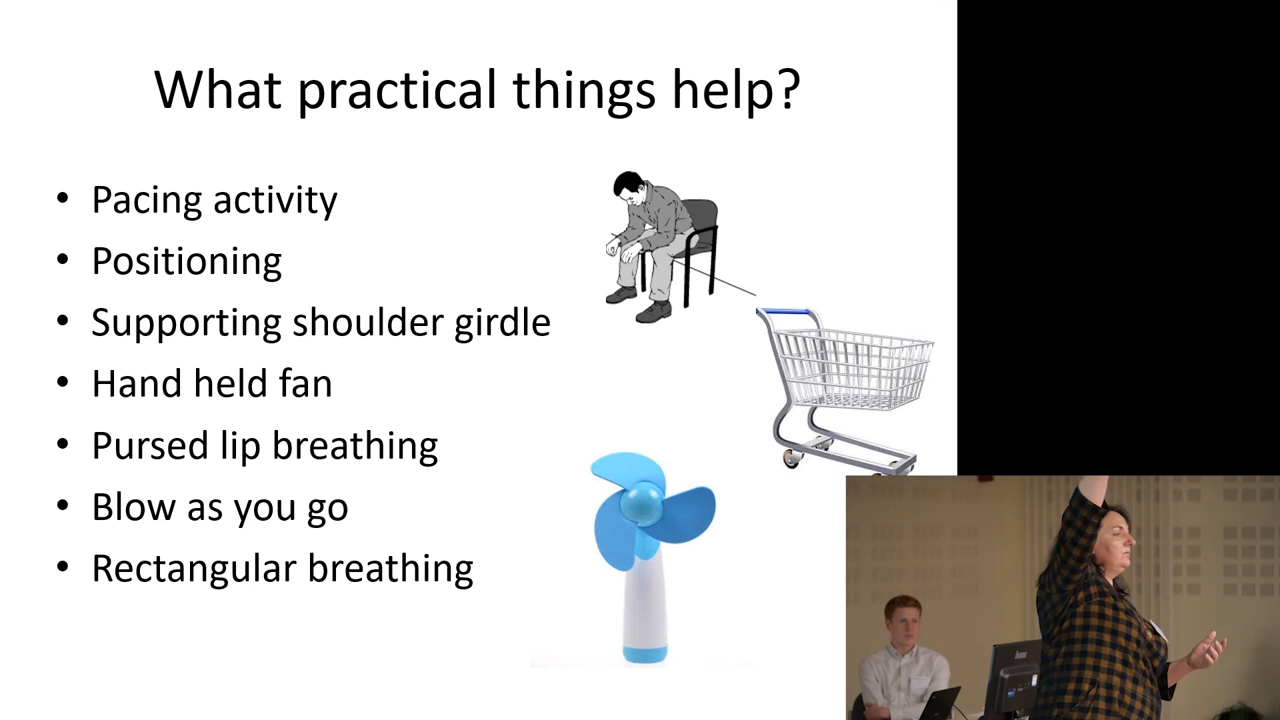 What practical things help?
• Pacing activity
• Positioning
• Supporting shoulder girdle
• Hand held fan
• Pursed lip breathing
• Blow as you go
• Rectangular breathing